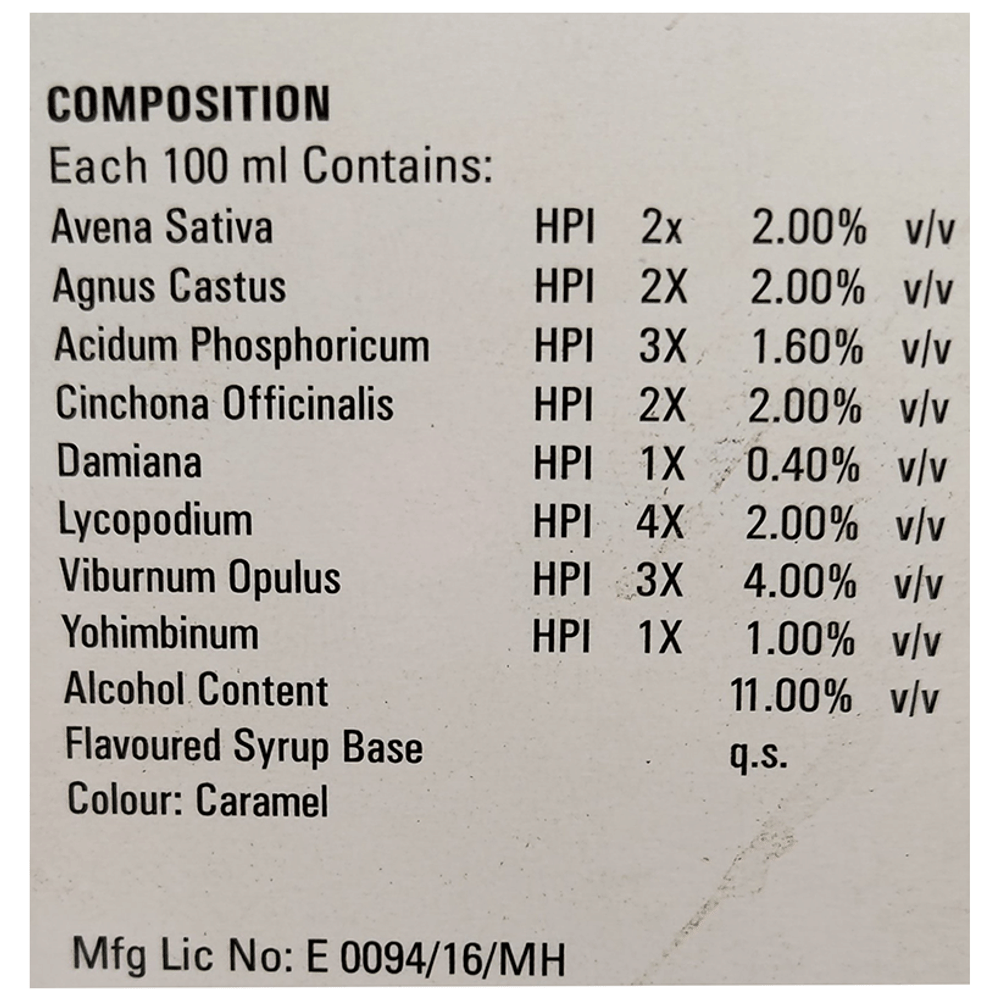 COMPOSITION
Each 100 ml Contains:
Avena Sativa HPI 2x 2.00% v/v
Agnus Castus HPI 2X 2.00% v/v
Acidum Phosphoricum HPI 3X 1.60% v/v
Cinchona Officinalis HPI 2X 2.00% v/v
Damiana HPI 1X 0.40% v/v
Lycopodium HPI 4X 2.00% v/v
Viburnum Opulus HPI 3X 4.00% v/v
Yohimbinum HPI 1X 1.00% v/v
Alcohol Content 11.00% v/v
Flavoured Syrup Base q.s.
Colour: Caramel
Mfg Lic No: E 0094/16/MH